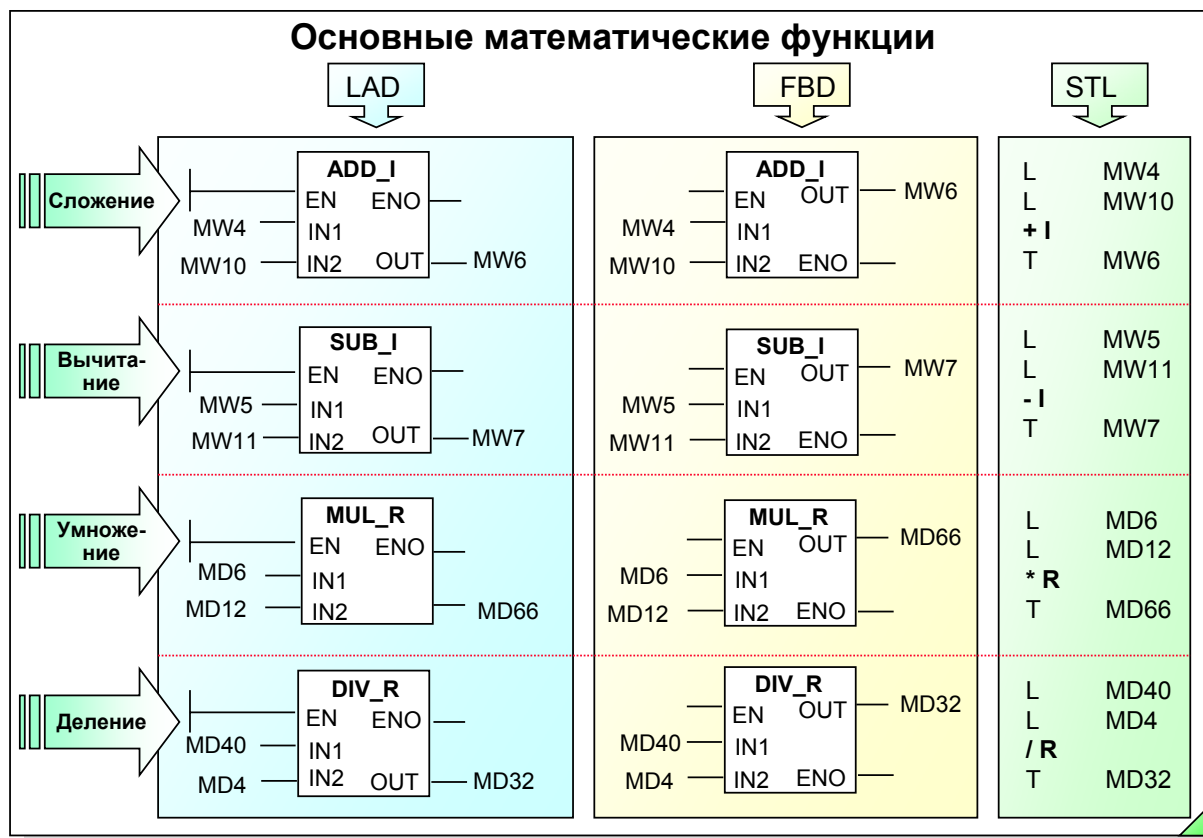 Основные математические функции
LAD
FBD
STL
Сложение
ADD_I
EN ENO
MW4 IN1
MW10 IN2 OUT MW6
ADD_I
EN OUT MW6
MW4 IN1
MW10 IN2 ENO
L MW4
L MW10
+ I
T MW6
Вычита-
ние
SUB_I
EN ENO
MW5 IN1
MW11 IN2 OUT MW7
SUB_I
EN OUT MW7
MW5 IN1
MW11 IN2 ENO
L MW5
L MW11
- I
T MW7
Умноже-
ние
MUL_R
EN ENO
MD6 IN1
MD12 IN2 MD66
MUL_R
EN OUT MD66
MD6 IN1
MD12 IN2 ENO
L MD6
L MD12
* R
T MD66
Деление
DIV_R
EN ENO
MD40 IN1
MD4 IN2 OUT MD32
DIV_R
EN OUT MD32
MD40 IN1
MD4 IN2 ENO
L MD40
L MD4
/ R
T MD32